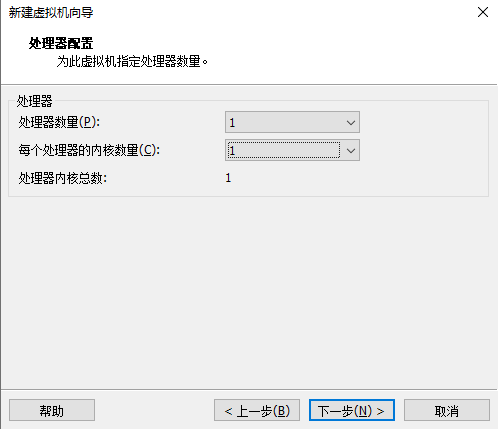 新建虚拟机向导
处理器配置
为此虚拟机指定处理器数量。
处理器
处理器数量(P): 1
每个处理器的内核数量(C): 1
处理器内核总数: 1
帮助 < 上一步(B) 下一步(N) > 取消